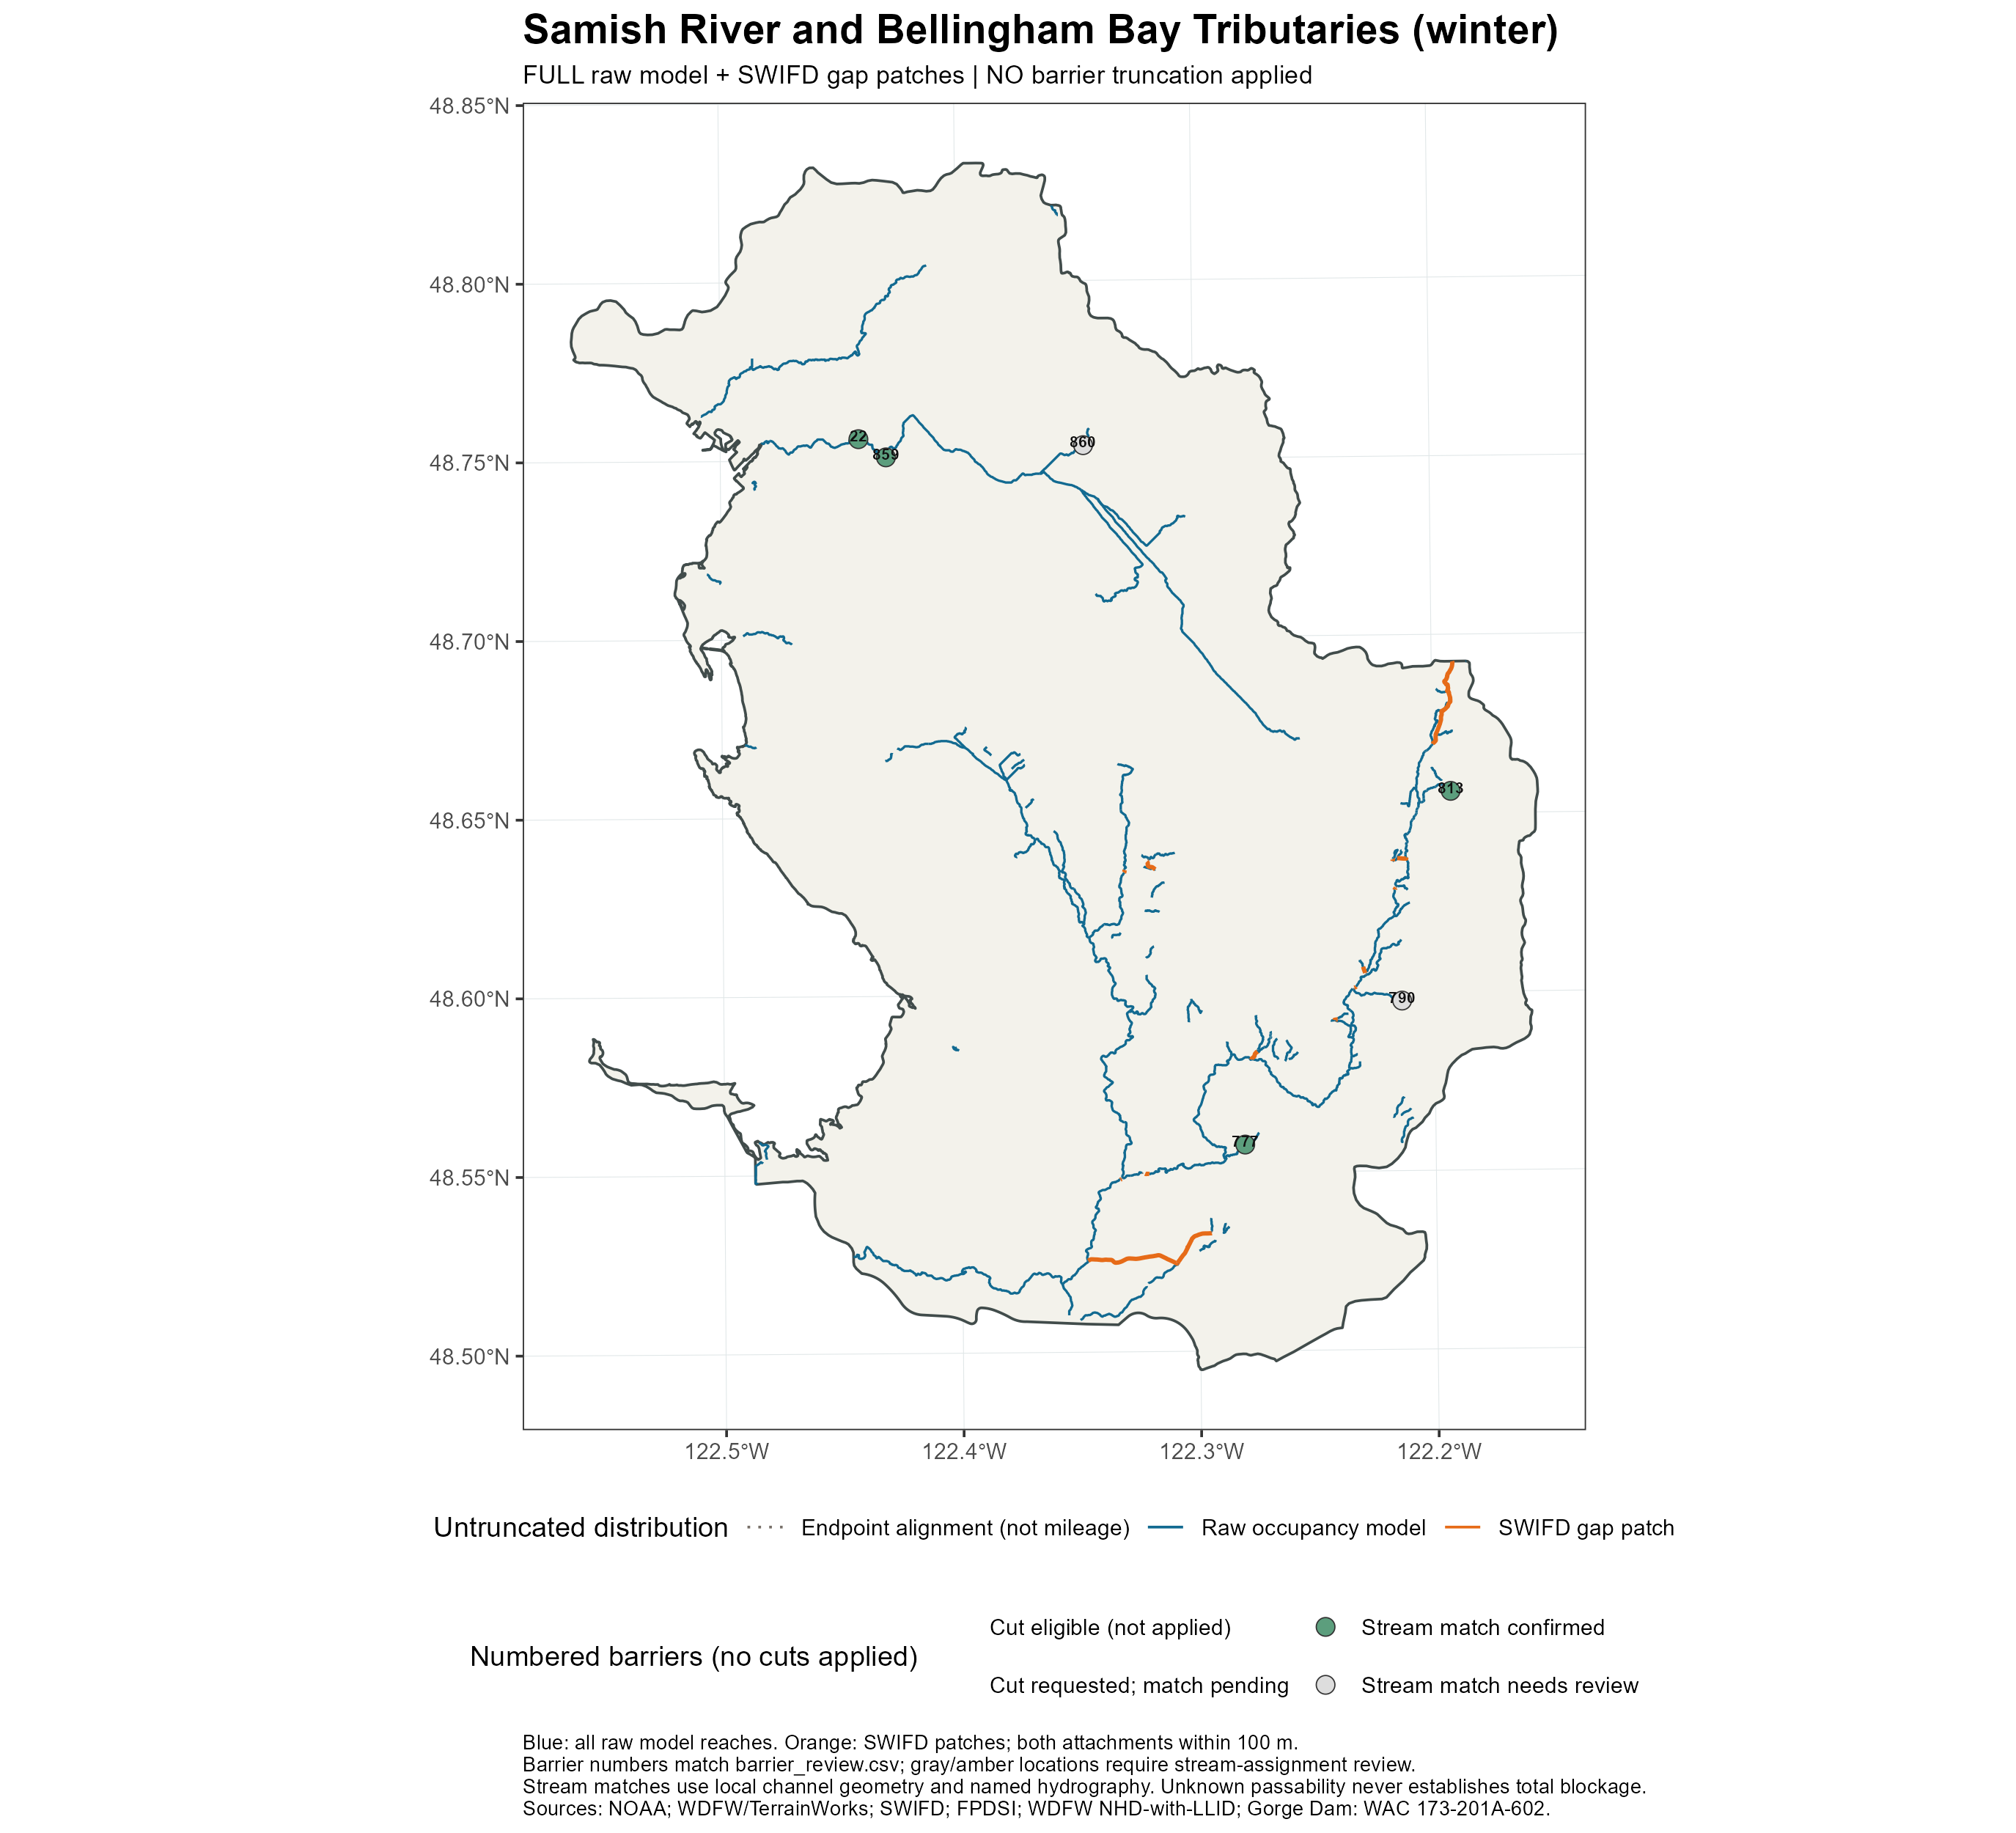 Samish River and Bellingham Bay Tributaries (winter)
FULL raw model + SWIFD gap patches | NO barrier truncation applied
48.85°N
48.80°N
48.75°N
48.70°N
48.65°N
48.60°N
48.55°N
48.50°N
22
859
860
813
790
777
122.5°W
122.4°W
122.3°W
122.2°W
Untruncated distribution
Endpoint alignment (not mileage)
Raw occupancy model
SWIFD gap patch
Numbered barriers (no cuts applied)
Cut eligible (not applied)
Stream match confirmed
Cut requested; match pending
Stream match needs review
Blue: all raw model reaches. Orange: SWIFD patches; both attachments within 100 m.
Barrier numbers match barrier_review.csv; gray/amber locations require stream-assignment review.
Stream matches use local channel geometry and named hydrography. Unknown passability never establishes total blockage.
Sources: NOAA; WDFW/TerrainWorks; SWIFD; FPDSI; WDFW NHD-with-LLID; Gorge Dam: WAC 173-201A-602.